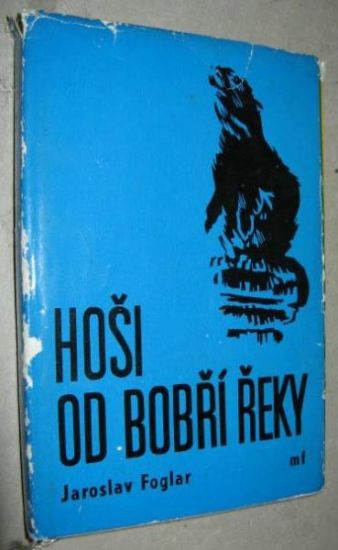 HOŠI
OD BOBŘÍ ŘEKY
Jaroslav Foglar
mf